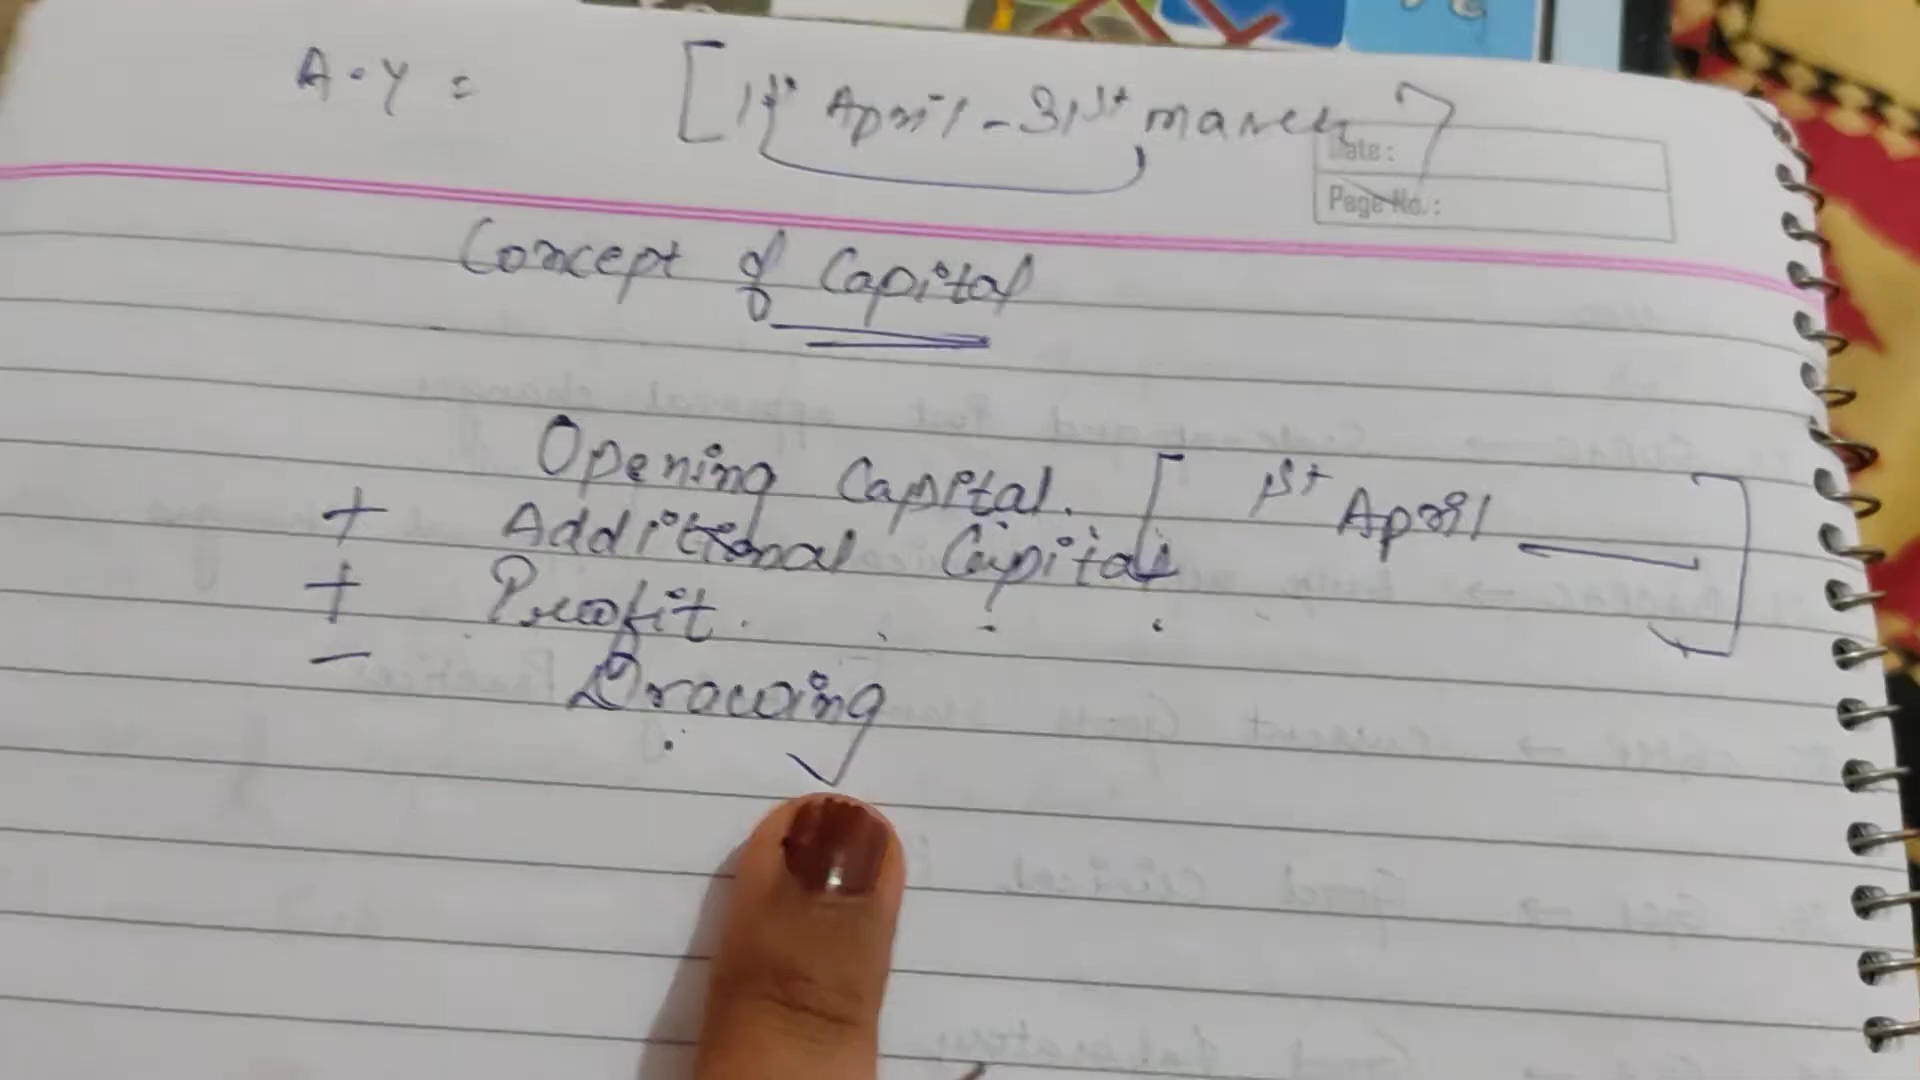 A.Y = [1st April - 31st march]
Date:
Page No.:
Concept of Capital
Opening Capital. [ 1st April — ]
+ Additional Capital
+ Profit.
- Drawing